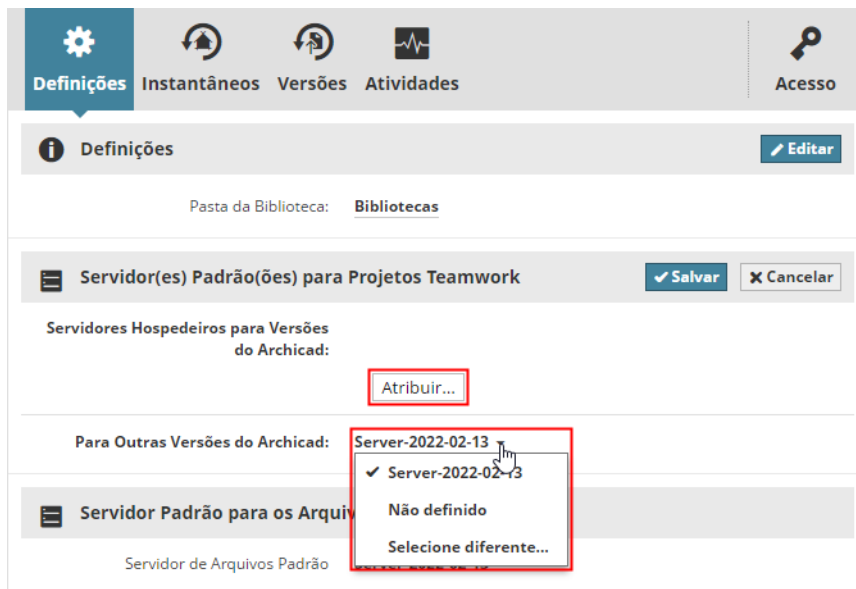 Definições Instantâneos Versões Atividades Acesso
Definições Editar
Pasta da Biblioteca: Bibliotecas
Servidor(es) Padrão(ões) para Projetos Teamwork Salvar Cancelar
Servidores Hospedeiros para Versões
do Archicad:
Atribuir...
Para Outras Versões do Archicad: Server-2022-02-13
Server-2022-02-13
Não definido
Selecione diferente...
Servidor Padrão para os
Servidor de Arquivos Padrão